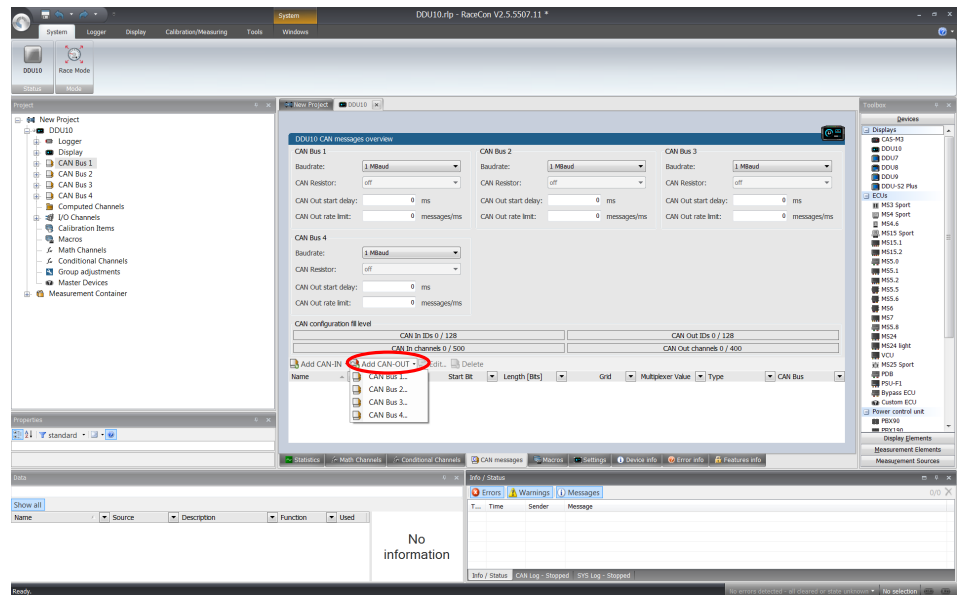 System
DDU10.rlp - RaceCon V2.5.5507.11 *
System
Logger
Display
Calibration/Measuring
Tools
Windows
DDU10
Race Mode
Status
Mode
Project
New Project
DDU10
Logger
Display
CAN Bus 1
CAN Bus 2
CAN Bus 3
CAN Bus 4
Computed Channels
I/O Channels
Calibration Items
Macros
Math Channels
Conditional Channels
Group adjustments
Master Devices
Measurement Container
Properties
standard
New Project
DDU10
DDU10 CAN messages overview
CAN Bus 1
Baudrate: 1 MBaud
CAN Resistor: off
CAN Out start delay: 0 ms
CAN Out rate limit: 0 messages/ms
CAN Bus 2
Baudrate: 1 MBaud
CAN Resistor: off
CAN Out start delay: 0 ms
CAN Out rate limit: 0 messages/ms
CAN Bus 3
Baudrate: 1 MBaud
CAN Resistor: off
CAN Out start delay: 0 ms
CAN Out rate limit: 0 messages/ms
CAN Bus 4
Baudrate: 1 MBaud
CAN Resistor: off
CAN Out start delay: 0 ms
CAN Out rate limit: 0 messages/ms
CAN configuration fill level
CAN In IDs 0 / 128
CAN Out IDs 0 / 128
CAN In channels 0 / 500
CAN Out channels 0 / 400
Add CAN-IN
Add CAN-OUT
Edit...
Delete
Name
Start Bit
Length [Bits]
Grid
Multiplexer Value
Type
CAN Bus
CAN Bus 1...
CAN Bus 2...
CAN Bus 3...
CAN Bus 4...
Statistics
Math Channels
Conditional Channels
CAN messages
Macros
Settings
Device info
Error info
Features info
Toolbox
Devices
Displays
CAS-M3
DDU10
DDU7
DDU8
DDU9
DDU-S2 Plus
ECUs
MS3 Sport
MS4 Sport
MS4.6
MS15 Sport
MS15.1
MS15.2
MS5.0
MS5.1
MS5.2
MS5.5
MS5.6
MS6
MS7
MS5.8
MS24
MS24 light
VCU
MS25 Sport
PDB
PSU-F1
Bypass ECU
Custom ECU
Power control unit
PBX90
PBX190
Display Elements
Measurement Elements
Measurement Sources
Data
Show all
Name
Source
Description
Function
Used
No
information
Info / Status
Errors
Warnings
Messages
0/0
T...
Time
Sender
Message
Info / Status
CAN Log - Stopped
SYS Log - Stopped
Ready.
No errors detected - all cleared or state unknown
No selection